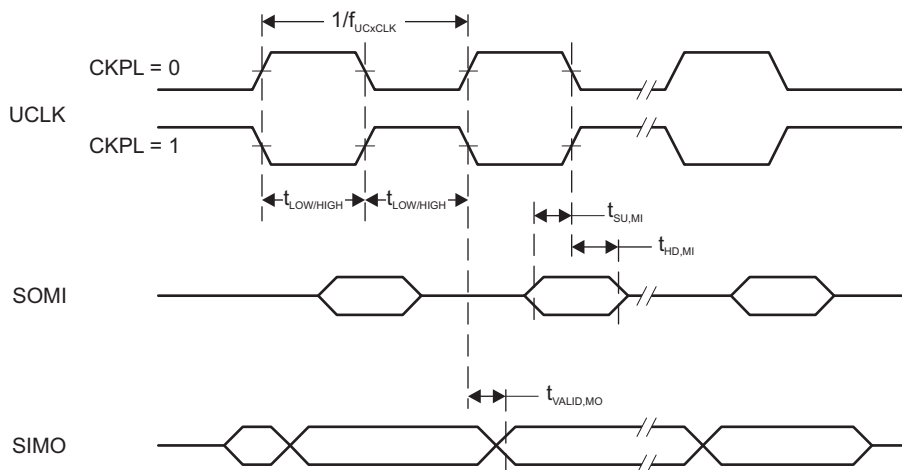 1/fUCxCLK
CKPL = 0
UCLK
CKPL = 1
tLOW/HIGH tLOW/HIGH
tSU,MI
tHD,MI
SOMI
tVALID,MO
SIMO